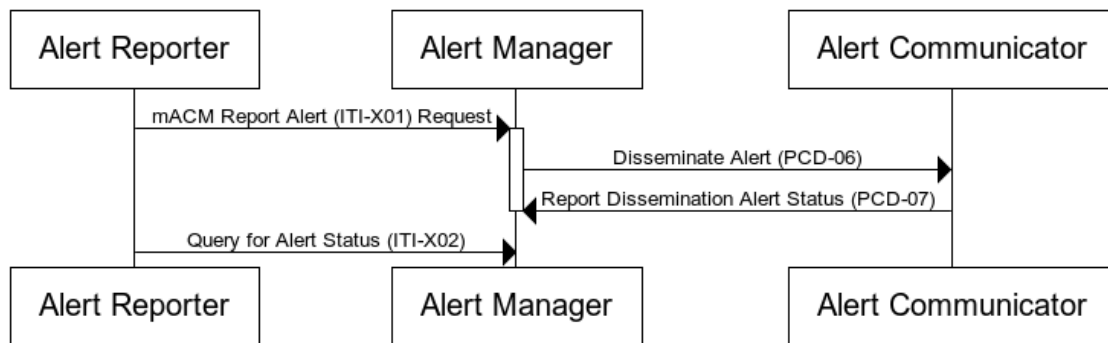 Alert Reporter
Alert Manager
Alert Communicator
mACM Report Alert (ITI-X01) Request
Disseminate Alert (PCD-06)
Report Dissemination Alert Status (PCD-07)
Query for Alert Status (ITI-X02)
Alert Reporter
Alert Manager
Alert Communicator